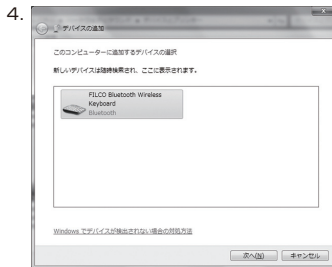 4.
デバイスの追加
このコンピューターに追加するデバイスの選択
新しいデバイスは随時検索され、ここに表示されます。
FILCO Bluetooth Wireless
Keyboard
Bluetooth
Windows でデバイスが検出されない場合の対処方法
次へ(N)
キャンセル